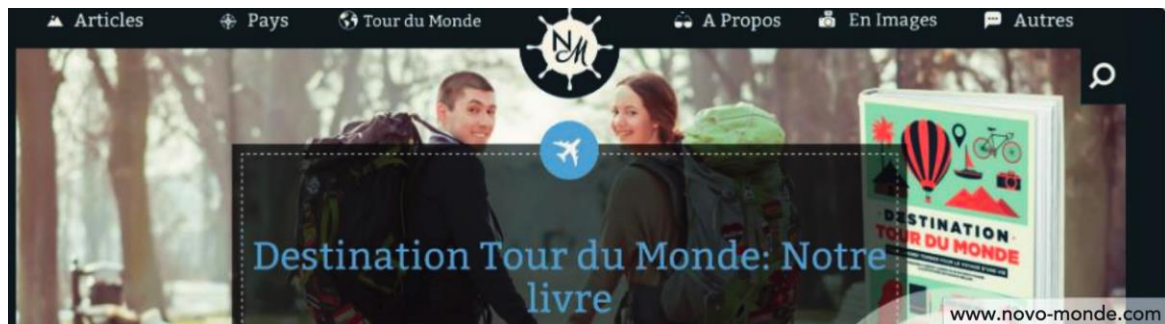 Articles
Pays
Tour du Monde
NM
A Propos
En Images
Autres
DESTINATION
TOUR DU MONDE
Destination Tour du Monde: Notre
livre
www.novo-monde.com